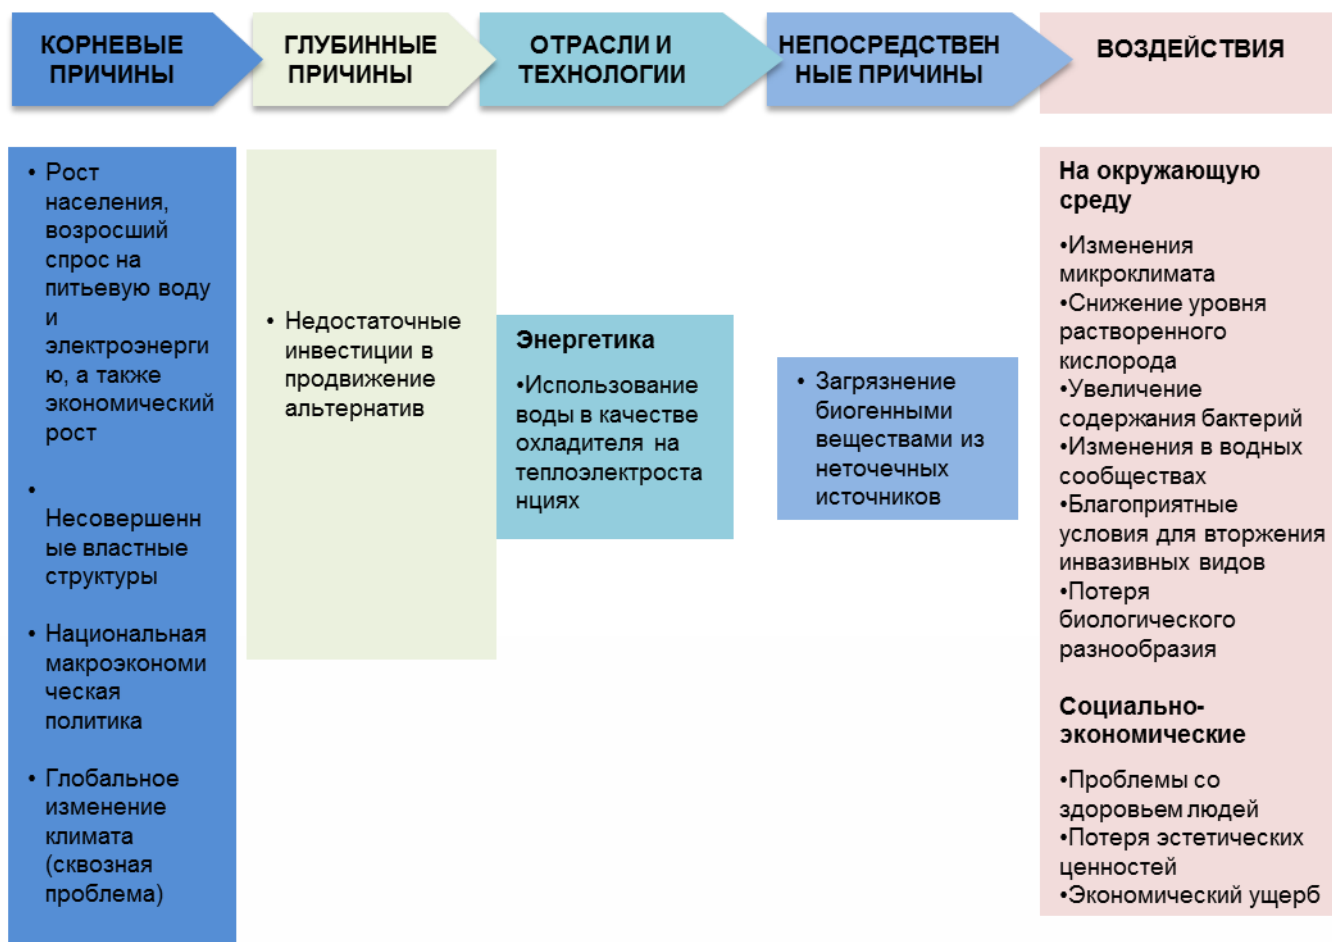 КОРНЕВЫЕ
ПРИЧИНЫ
ГЛУБИННЫЕ
ПРИЧИНЫ
ОТРАСЛИ И
ТЕХНОЛОГИИ
НЕПОСРЕДСТВЕН
НЫЕ ПРИЧИНЫ
ВОЗДЕЙСТВИЯ
• Рост
населения,
возросший
спрос на
питьевую воду
и
электроэнерги
ю, а также
экономический
рост
•
Несовершенн
ые властные
структуры
• Национальная
макроэкономи
ческая
политика
• Глобальное
изменение
климата
(сквозная
проблема)
• Недостаточные
инвестиции в
продвижение
альтернатив
Энергетика
•Использование
воды в качестве
охладителя на
теплоэлектроста
нциях
• Загрязнение
биогенными
веществами из
неточечных
источников
На окружающую
среду
•Изменения
микроклимата
•Снижение уровня
растворенного
кислорода
•Увеличение
содержания бактерий
•Изменения в водных
сообществах
•Благоприятные
условия для вторжения
инвазивных видов
•Потеря
биологического
разнообразия
Социально-
экономические
•Проблемы со
здоровьем людей
•Потеря эстетических
ценностей
•Экономический ущерб